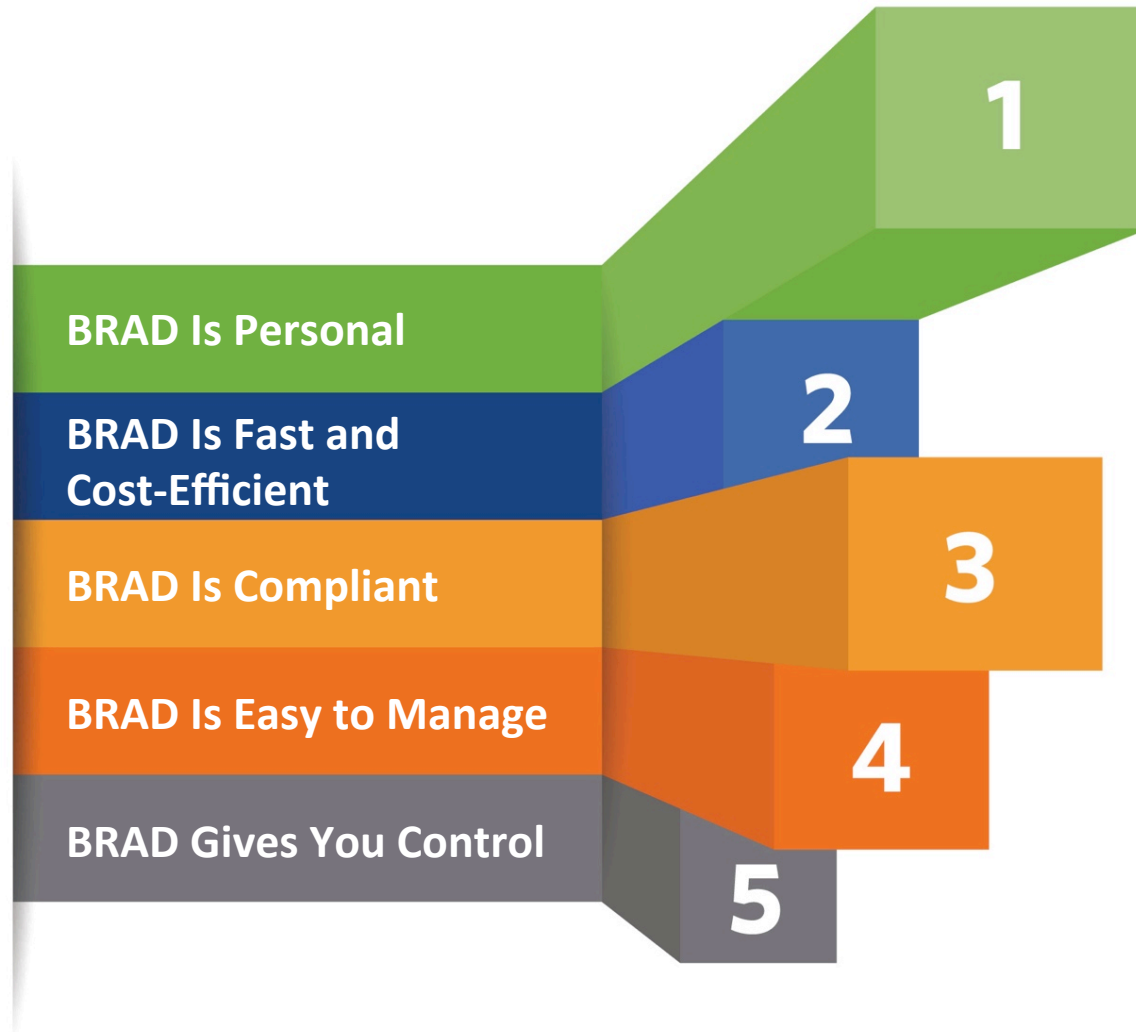 1
BRAD Is Personal
2
BRAD Is Fast and
Cost-Efficient
3
BRAD Is Compliant
4
BRAD Is Easy to Manage
5
BRAD Gives You Control